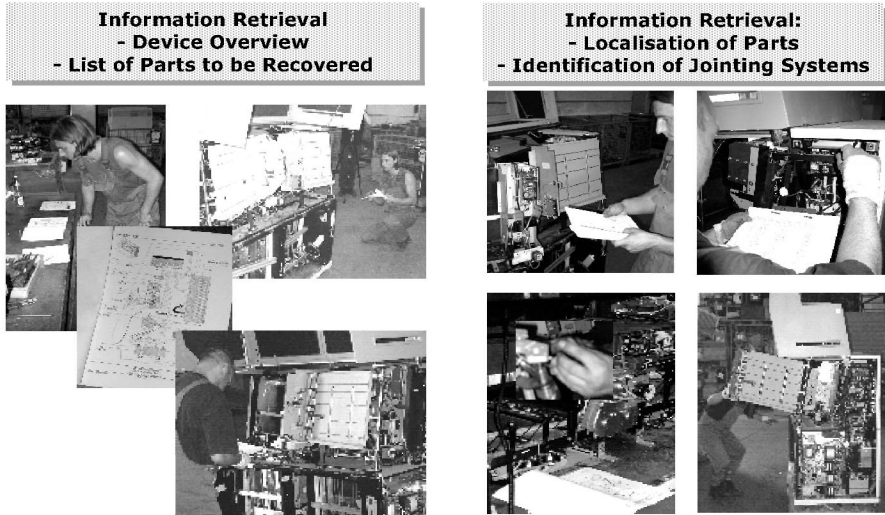 Information Retrieval
- Device Overview
- List of Parts to be Recovered
Information Retrieval:
- Localisation of Parts
- Identification of Jointing Systems